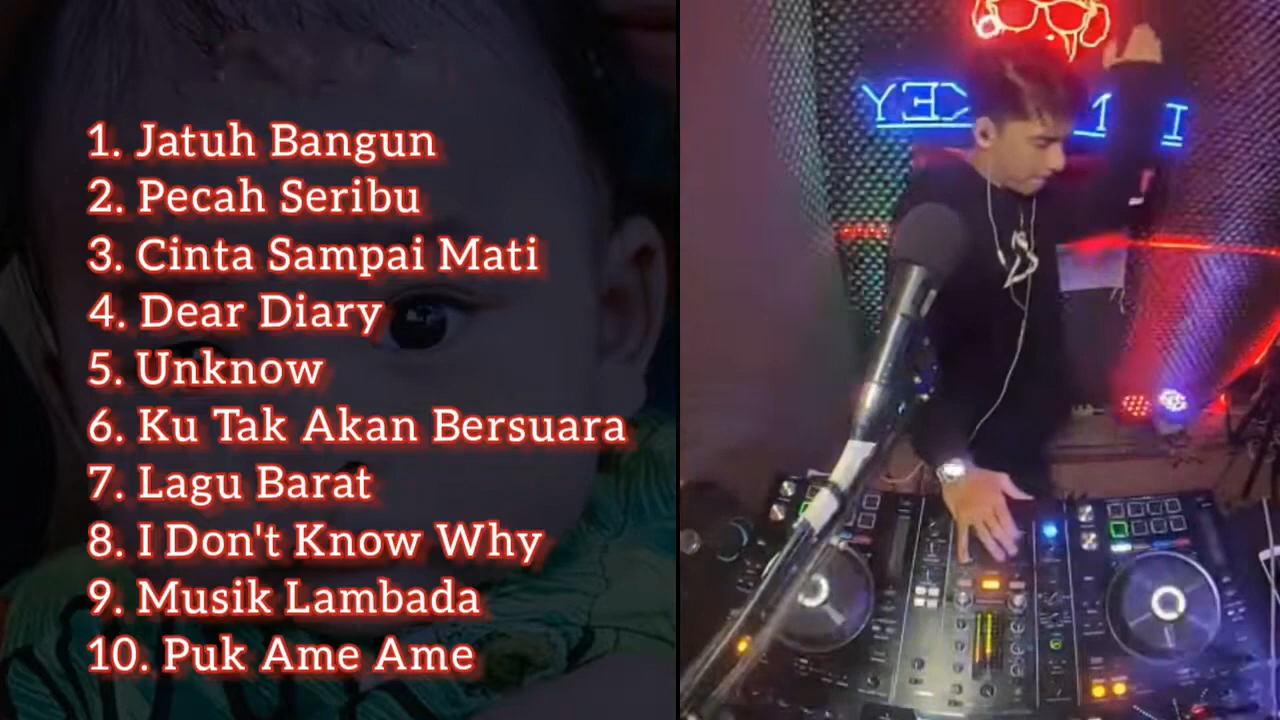 1. Jatuh Bangun
2. Pecah Seribu
3. Cinta Sampai Mati
4. Dear Diary
5. Unknow
6. Ku Tak Akan Bersuara
7. Lagu Barat
8. I Don't Know Why
9. Musik Lambada
10. Puk Ame Ame